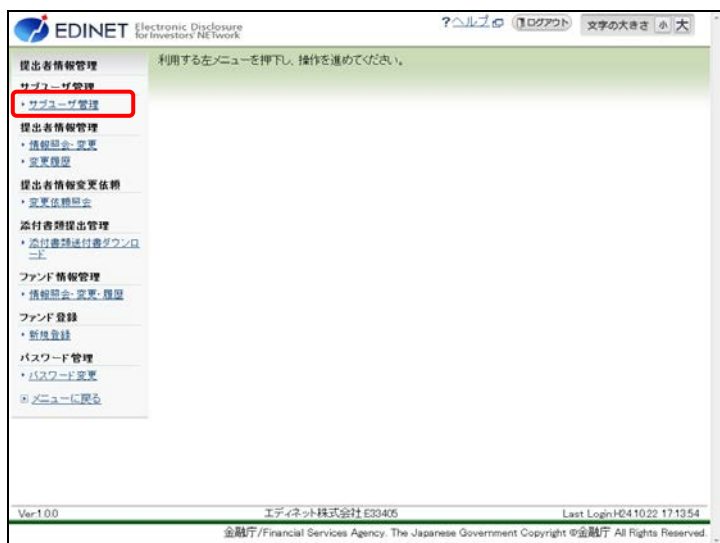 EDINET Electronic Disclosure
for Investors' NETwork
?ヘルプ
ログアウト
文字の大きさ 小 大
利用する左メニューを押下し、操作を進めてください。
提出者情報管理
サブユーザ管理
・サブユーザ管理
提出者情報管理
・情報照会・変更
・変更履歴
提出者情報変更依頼
・変更依頼照会
添付書類提出管理
・添付書類送付書ダウンロ
ード
ファンド情報管理
・情報照会・変更・履歴
ファンド登録
・新規登録
パスワード管理
・パスワード変更
メニューに戻る
Ver.1.0.0
エディネット株式会社 E33405
Last Login:H24.10.22 17:13:54
金融庁/Financial Services Agency. The Japanese Government Copyright ©金融庁 All Rights Reserved.